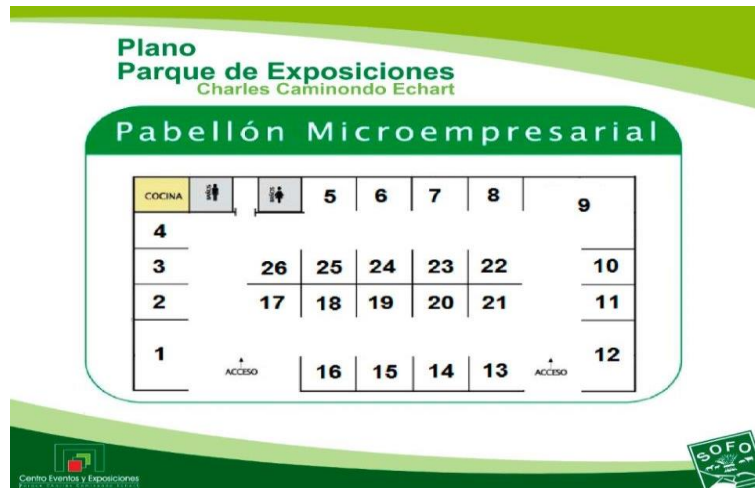 Plano
Parque de Exposiciones
Charles Caminondo Echart
Pabellón Microempresarial
COCINA 5 6 7 8 9
4
3 26 25 24 23 22 10
2 17 18 19 20 21 11
1 ACCESO 16 15 14 13 ACCESO 12
Centro Eventos y Exposiciones
SOFO